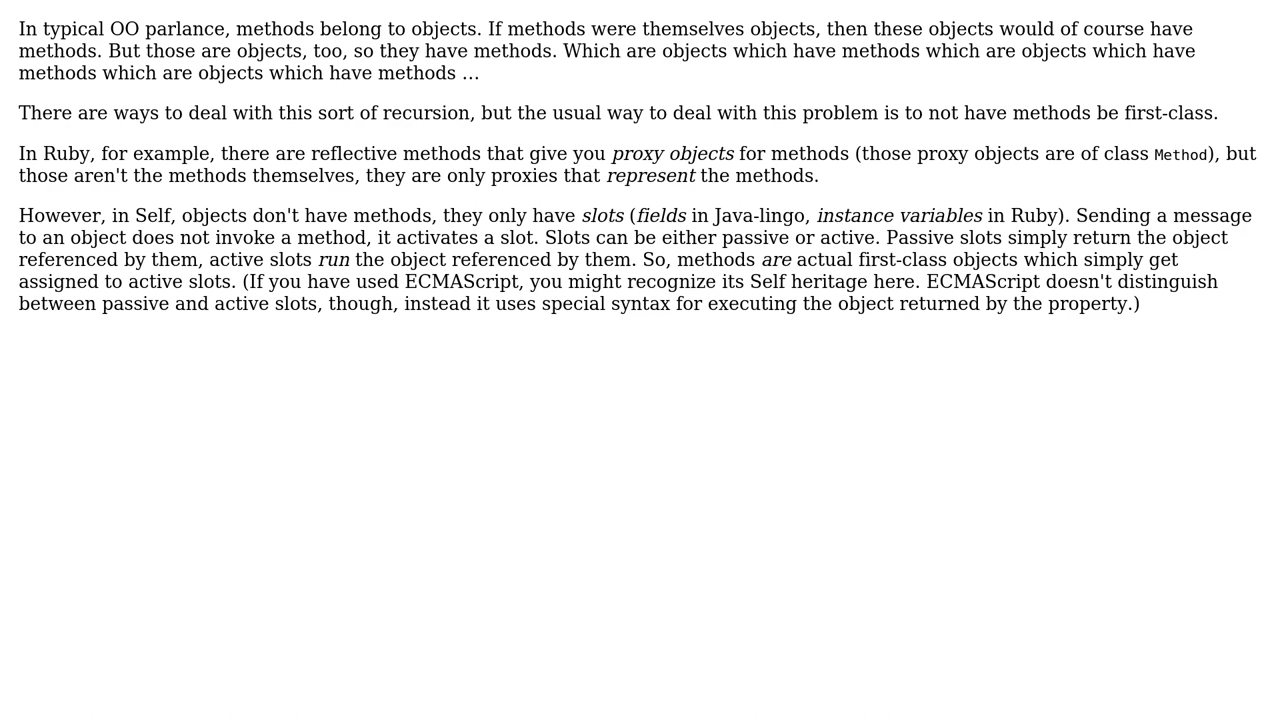 In typical OO parlance, methods belong to objects. If methods were themselves objects, then these objects would of course have
methods. But those are objects, too, so they have methods. Which are objects which have methods which are objects which have
methods which are objects which have methods …
There are ways to deal with this sort of recursion, but the usual way to deal with this problem is to not have methods be first-class.
In Ruby, for example, there are reflective methods that give you proxy objects for methods (those proxy objects are of class Method), but
those aren't the methods themselves, they are only proxies that represent the methods.
However, in Self, objects don't have methods, they only have slots (fields in Java-lingo, instance variables in Ruby). Sending a message
to an object does not invoke a method, it activates a slot. Slots can be either passive or active. Passive slots simply return the object
referenced by them, active slots run the object referenced by them. So, methods are actual first-class objects which simply get
assigned to active slots. (If you have used ECMAScript, you might recognize its Self heritage here. ECMAScript doesn't distinguish
between passive and active slots, though, instead it uses special syntax for executing the object returned by the property.)